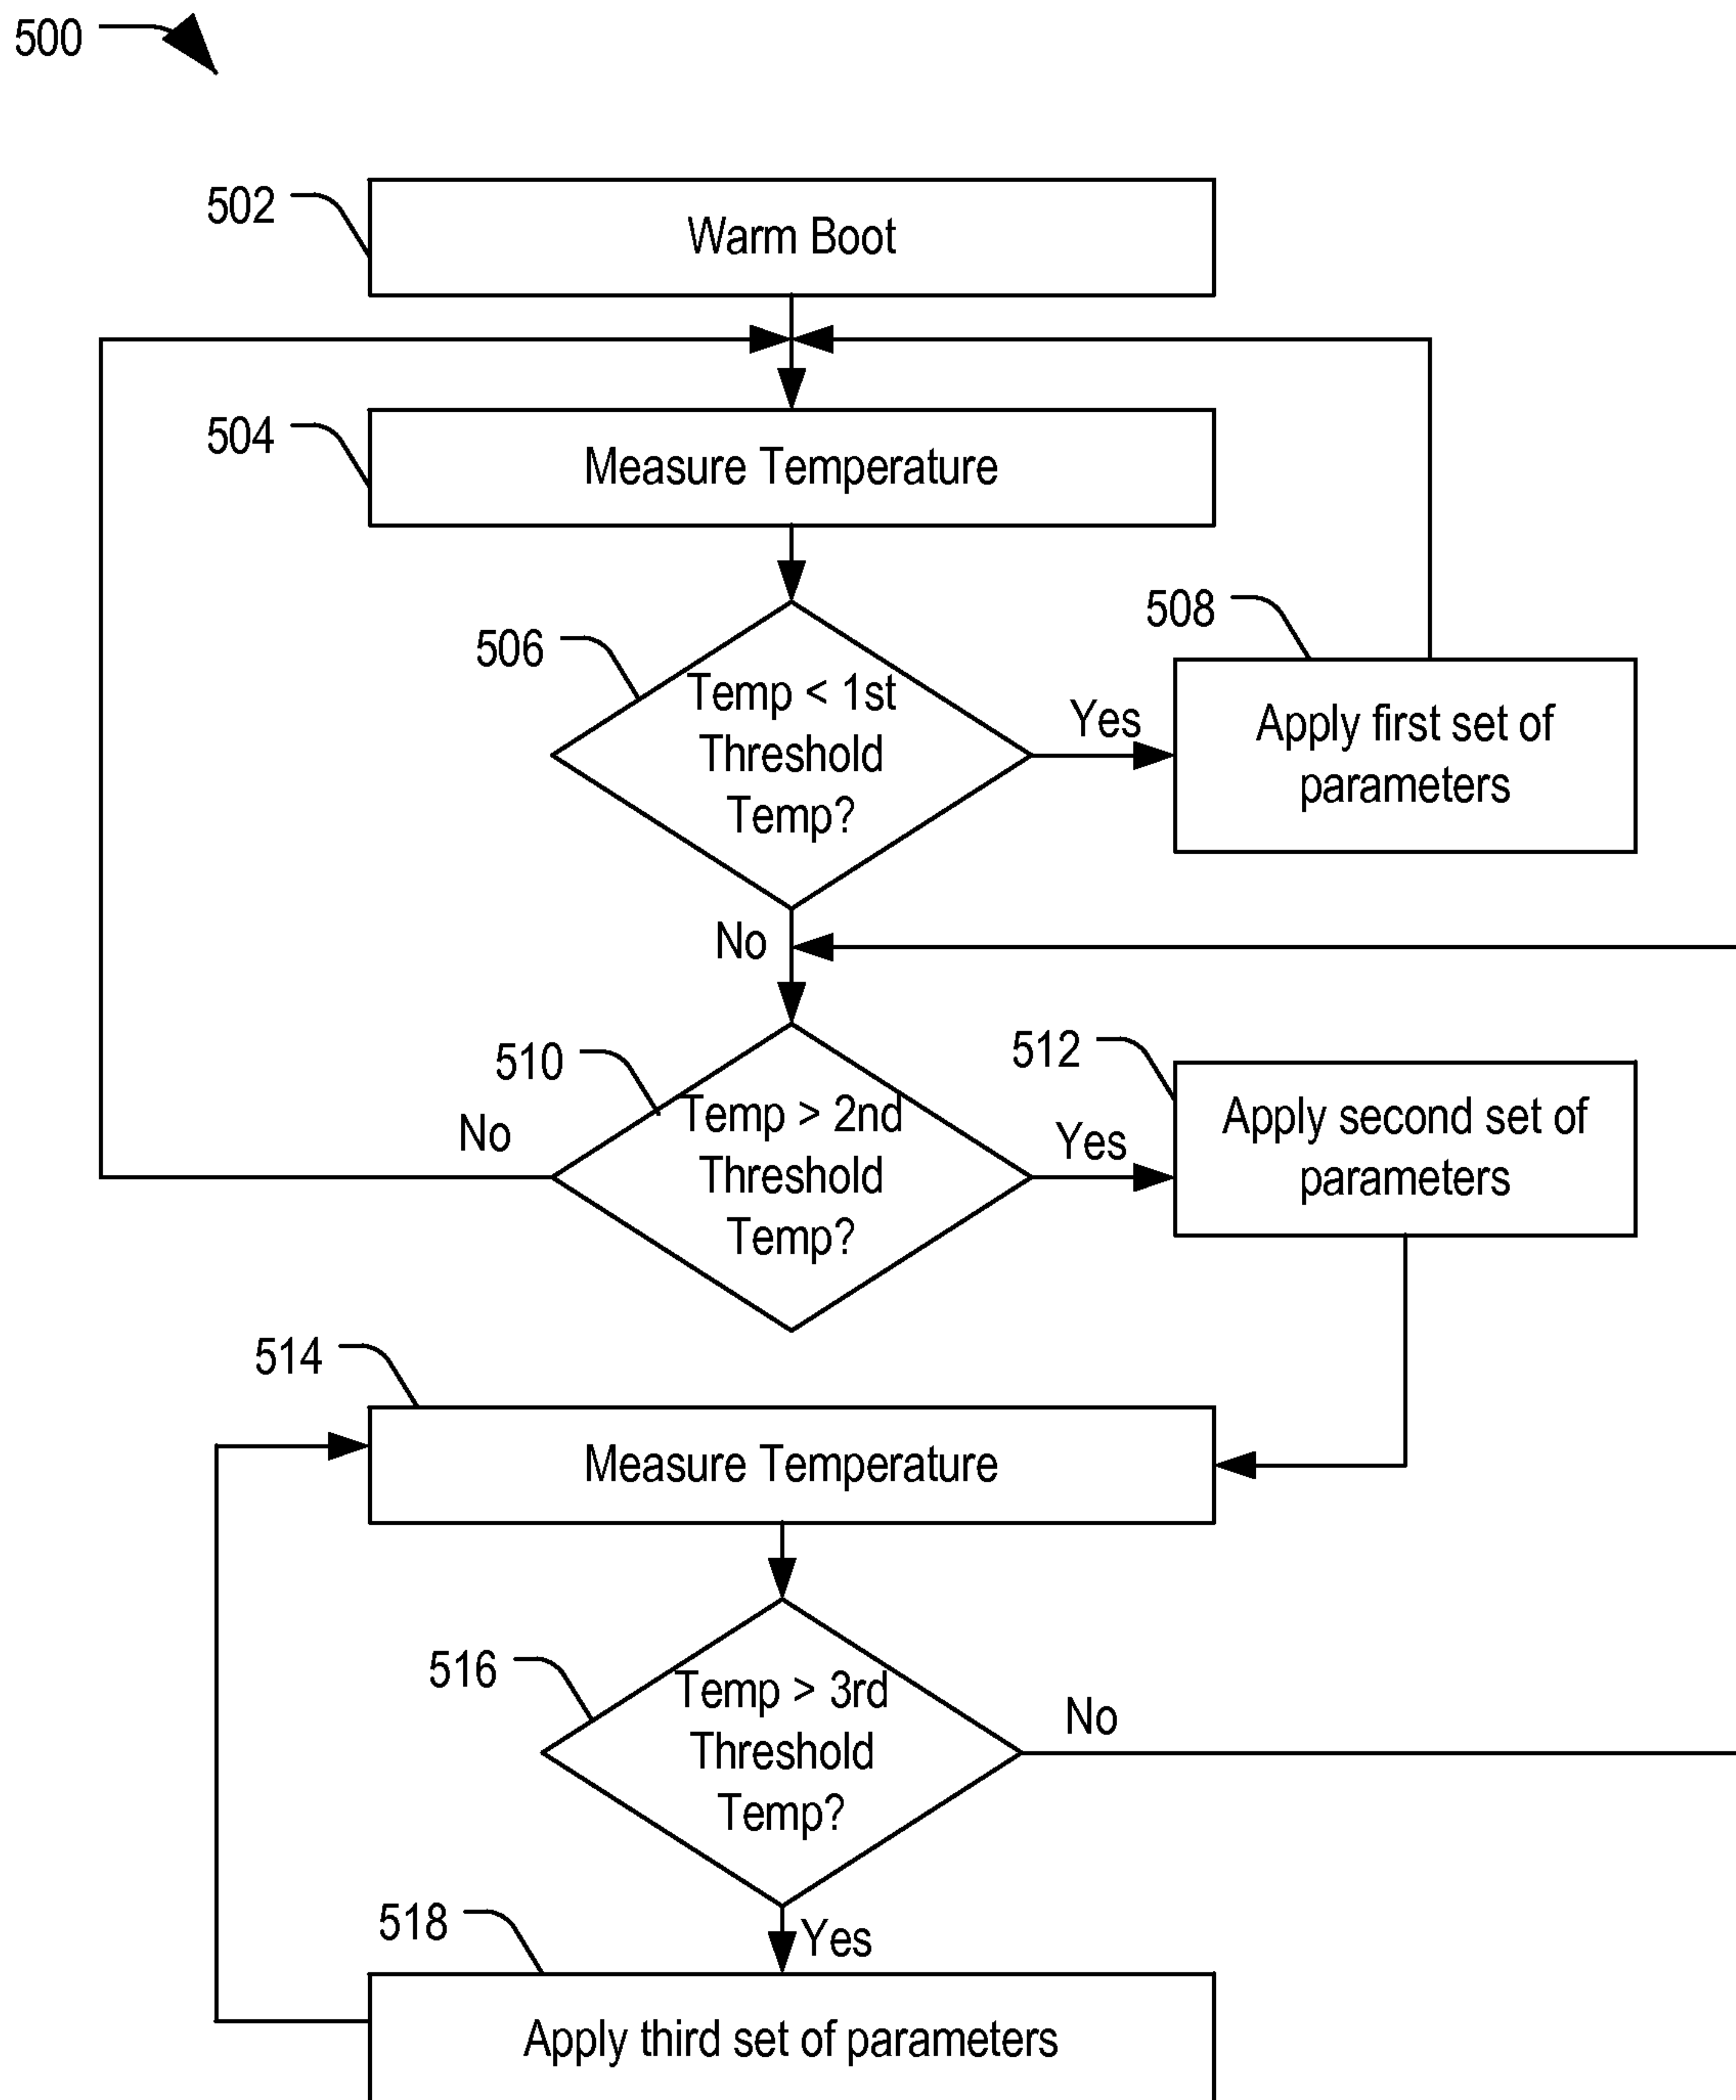 500
502
Warm Boot
504
Measure Temperature
506
Temp < 1st
Threshold
Temp?
Yes
508
Apply first set of
parameters
No
510
Temp > 2nd
Threshold
Temp?
No
Yes
512
Apply second set of
parameters
514
Measure Temperature
516
Temp > 3rd
Threshold
Temp?
No
Yes
518
Apply third set of parameters